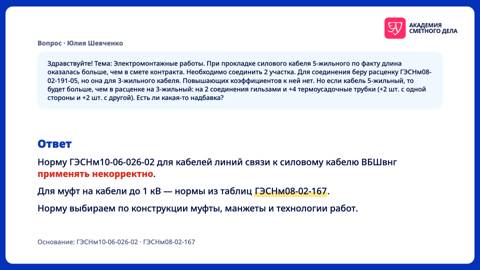 АКАДЕМИЯ
СМЕТНОГО ДЕЛА
Вопрос · Юлия Шевченко
Здравствуйте! Тема: Электромонтажные работы. При прокладке силового кабеля 5-жильного по факту длина
оказалась больше, чем в смете контракта. Необходимо соединить 2 участка. Для соединения беру расценку ГЭСНм08-
02-191-05, но она для 3-жильного кабеля. Повышающих коэффициентов к ней нет. Но если кабель 5-жильный, то
будет больше, чем в расценке на 3-жильный: на 2 соединения гильзами и +4 термоусадочные трубки (+2 шт. с одной
стороны и +2 шт. с другой). Есть ли какая-то надбавка?
Ответ
Норму ГЭСНм10-06-026-02 для кабелей линий связи к силовому кабелю ВБШвнг
применять некорректно.
Для муфт на кабели до 1 кВ — нормы из таблиц ГЭСНм08-02-167.
Норму выбираем по конструкции муфты, манжеты и технологии работ.
Основание: ГЭСНм10-06-026-02 · ГЭСНм08-02-167